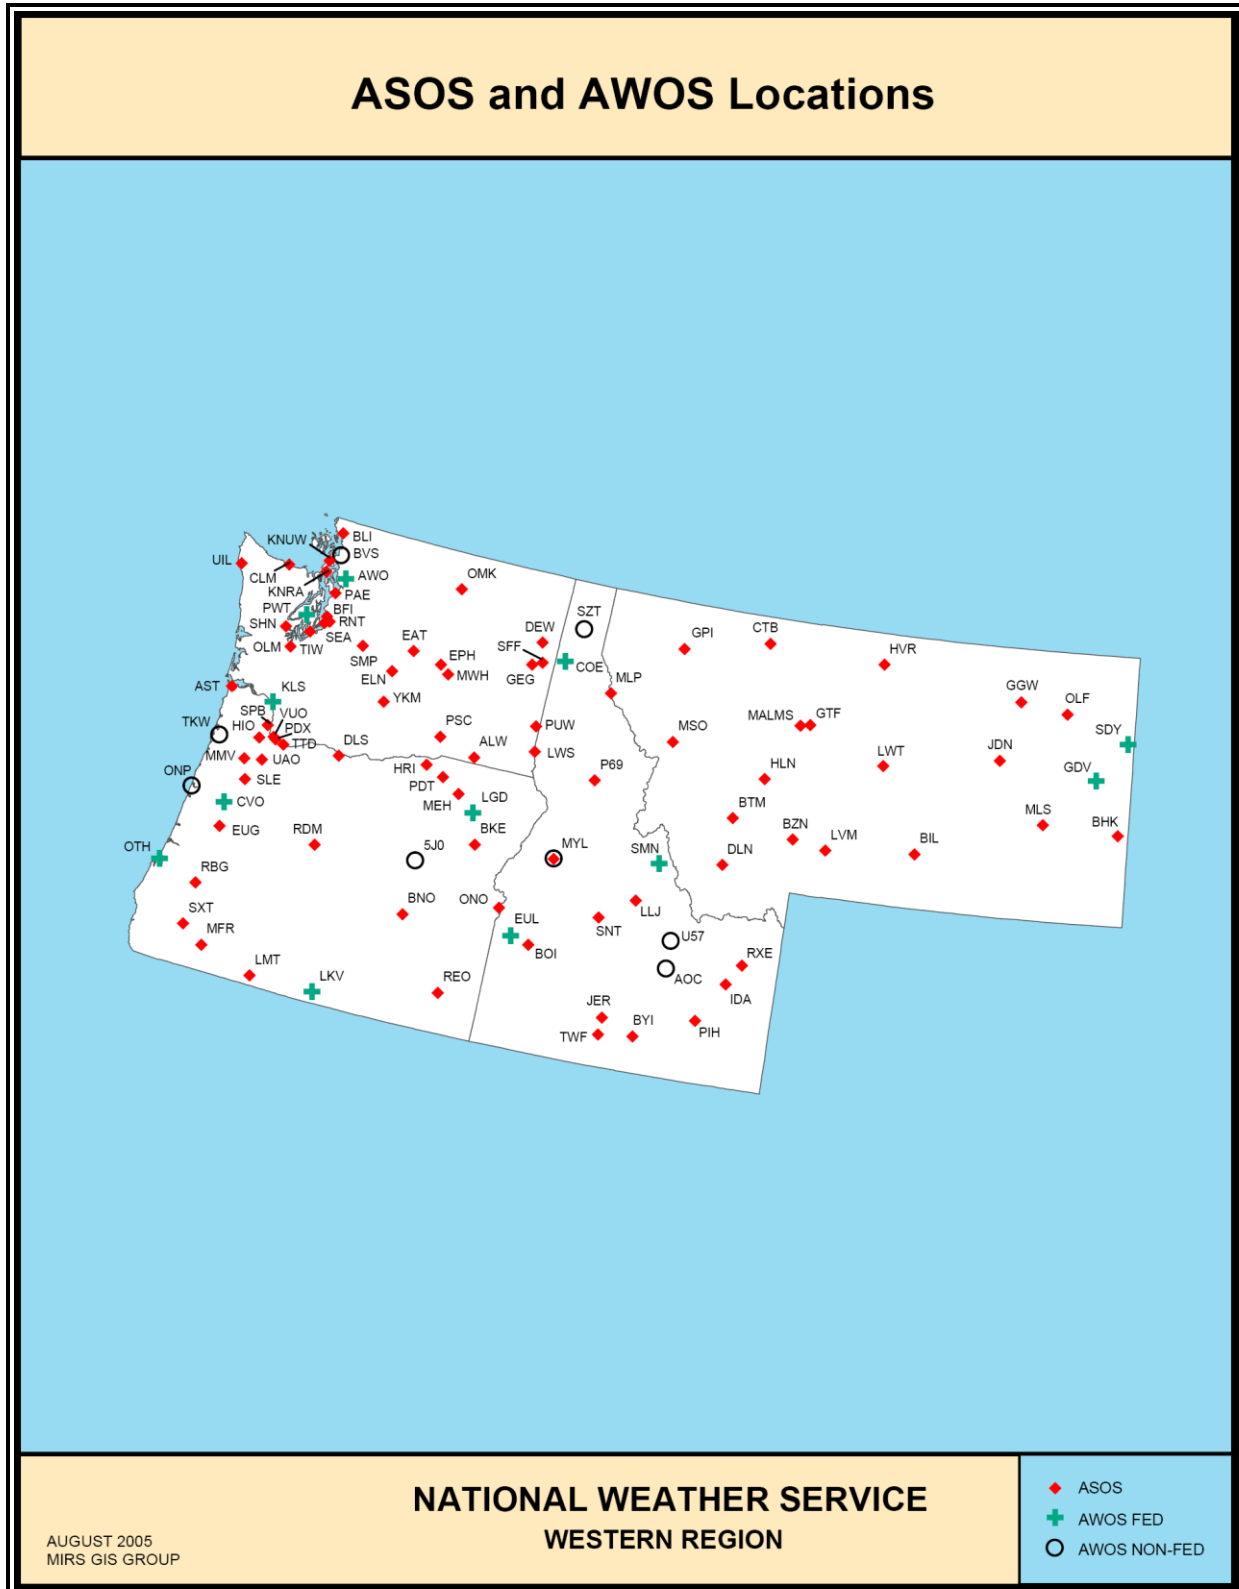 ASOS and AWOS Locations
KNUW
BLI
BVS
UIL
CLM
KNRA
AWO
OMK
PWT
PAE
SHN
BFI
RNT
SEA
OLM
TIW
SMP
EAT
ELN
EPH
MWH
DEW
SFF
GEG
SZT
COE
GPI
CTB
HVR
MLP
AST
KLS
YKM
GGW
OLF
SPB
VUO
TKW
HIO
PDX
TTD
PSC
PUW
MSO
MALMS
GTF
SDY
MMV
UAO
DLS
ALW
LWS
LWT
JDN
ONP
SLE
HRI
PDT
P69
HLN
GDV
CVO
MEH
LGD
EUG
RDM
BKE
BTM
BZN
LVM
BIL
MLS
BHK
OTH
5J0
MYL
SMN
DLN
RBG
BNO
ONO
EUL
SNT
LLJ
SXT
MFR
BOI
U57
LMT
LKV
REO
AOC
RXE
IDA
JER
TWF
BYI
PIH
NATIONAL WEATHER SERVICE
WESTERN REGION
AUGUST 2005
MIRS GIS GROUP
ASOS
AWOS FED
AWOS NON-FED